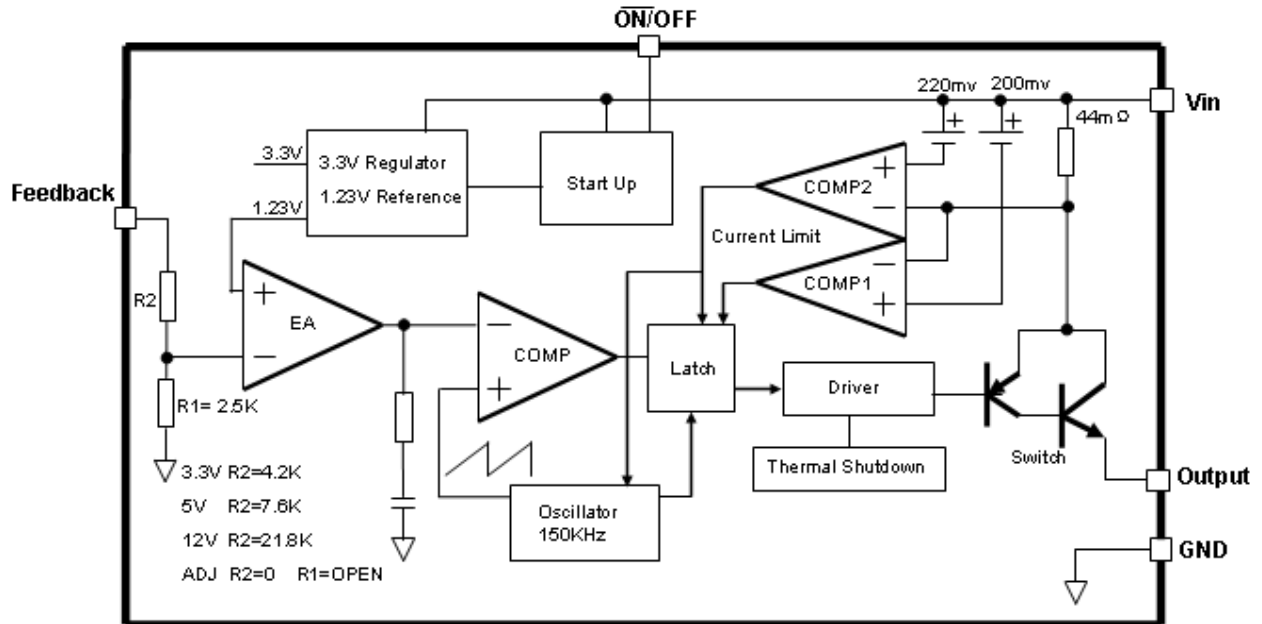 ON/OFF
220mv 200mv
Vin
44mΩ
3.3V
3.3V Regulator
1.23V Reference
Start Up
COMP2
Feedback
1.23V
Current Limit
COMP1
R2
EA
COMP
Latch
Driver
R1= 2.5K
Thermal Shutdown
Switch
3.3V R2=4.2K
5V R2=7.6K
12V R2=21.8K
ADJ R2=0 R1=OPEN
Oscillator
150KHz
Output
GND
+
+
+
−
−
+
+
−
−
+